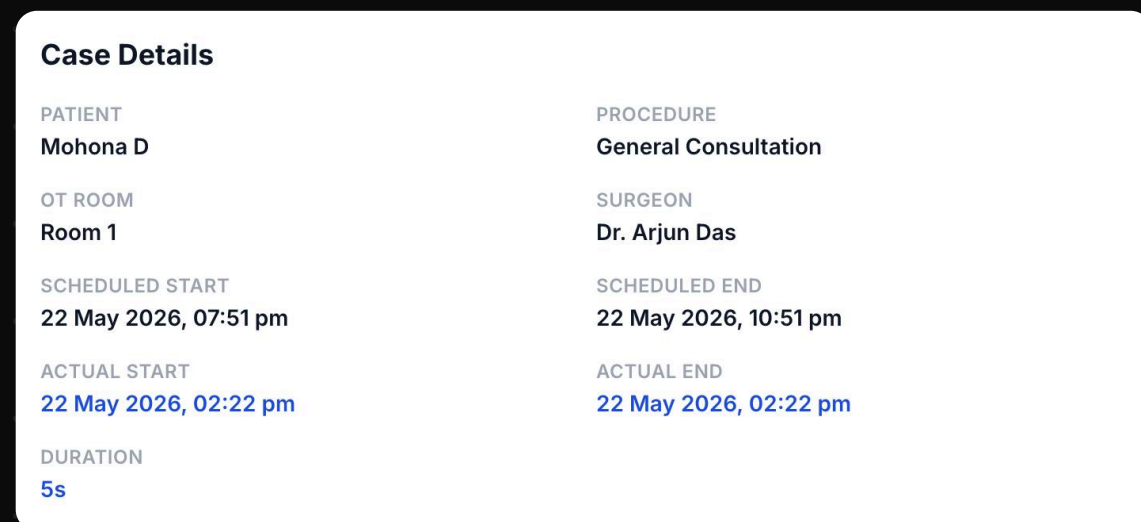 Case Details
PATIENT
Mohona D
PROCEDURE
General Consultation
OT ROOM
Room 1
SURGEON
Dr. Arjun Das
SCHEDULED START
22 May 2026, 07:51 pm
SCHEDULED END
22 May 2026, 10:51 pm
ACTUAL START
22 May 2026, 02:22 pm
ACTUAL END
22 May 2026, 02:22 pm
DURATION
5s